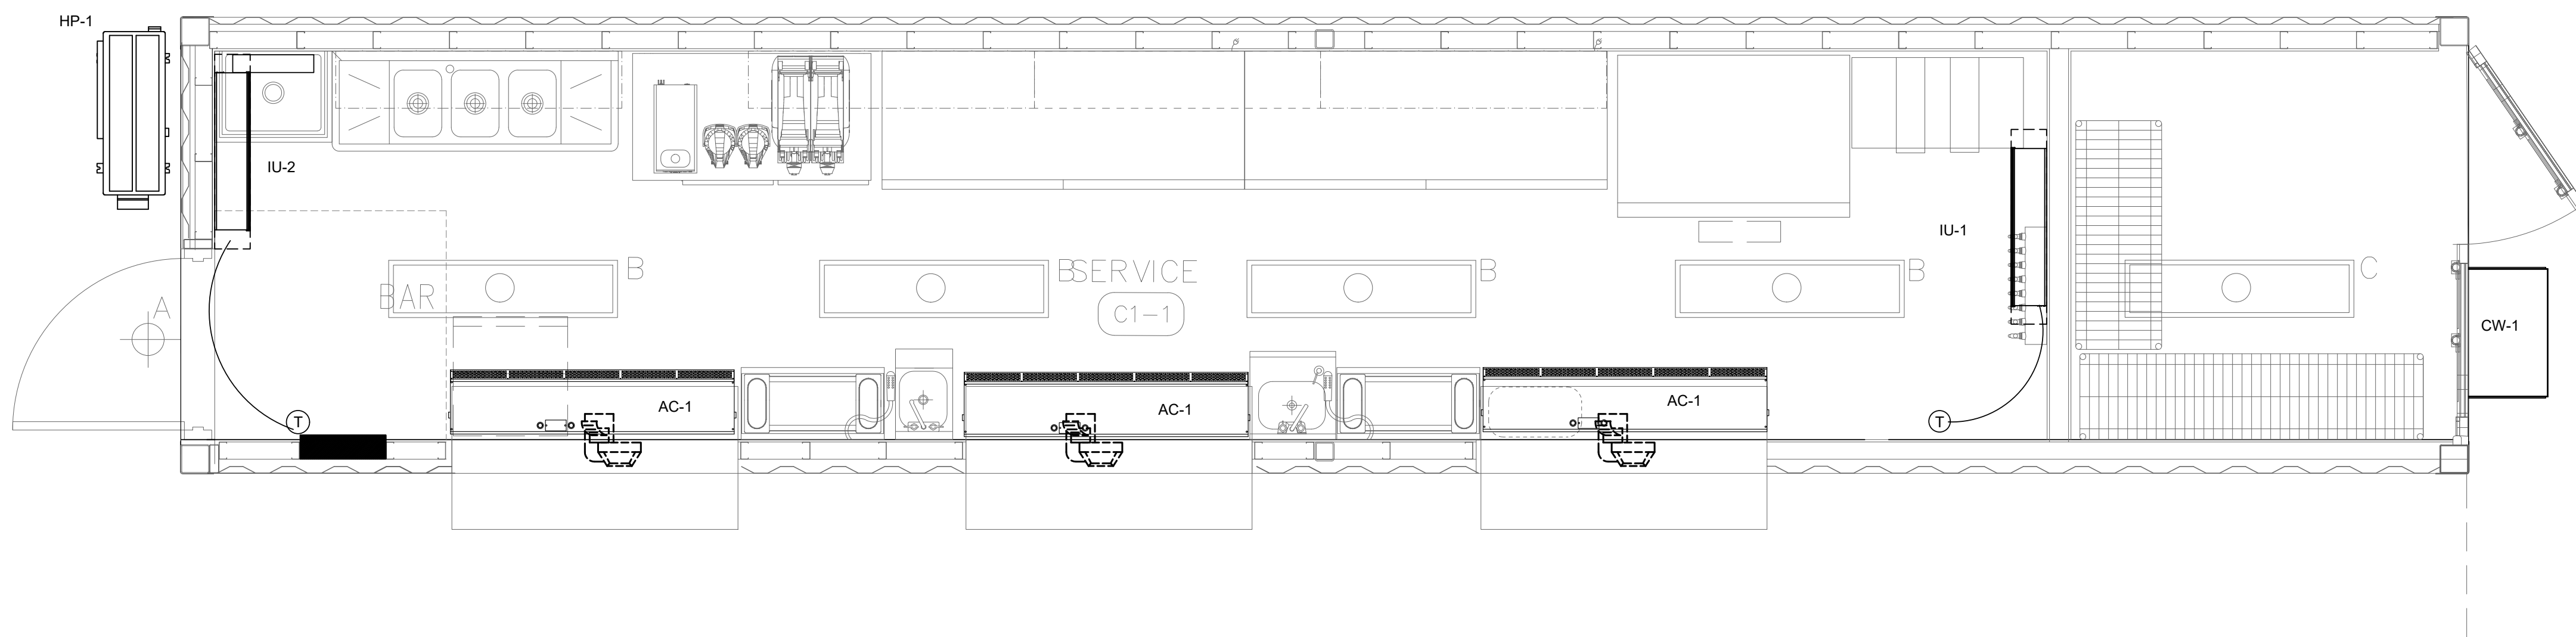 HP-1
IU-2
IU-1
B
B
SERVICE
B
B
C
BAR
A
C1-1
CW-1
AC-1
AC-1
AC-1
T
T